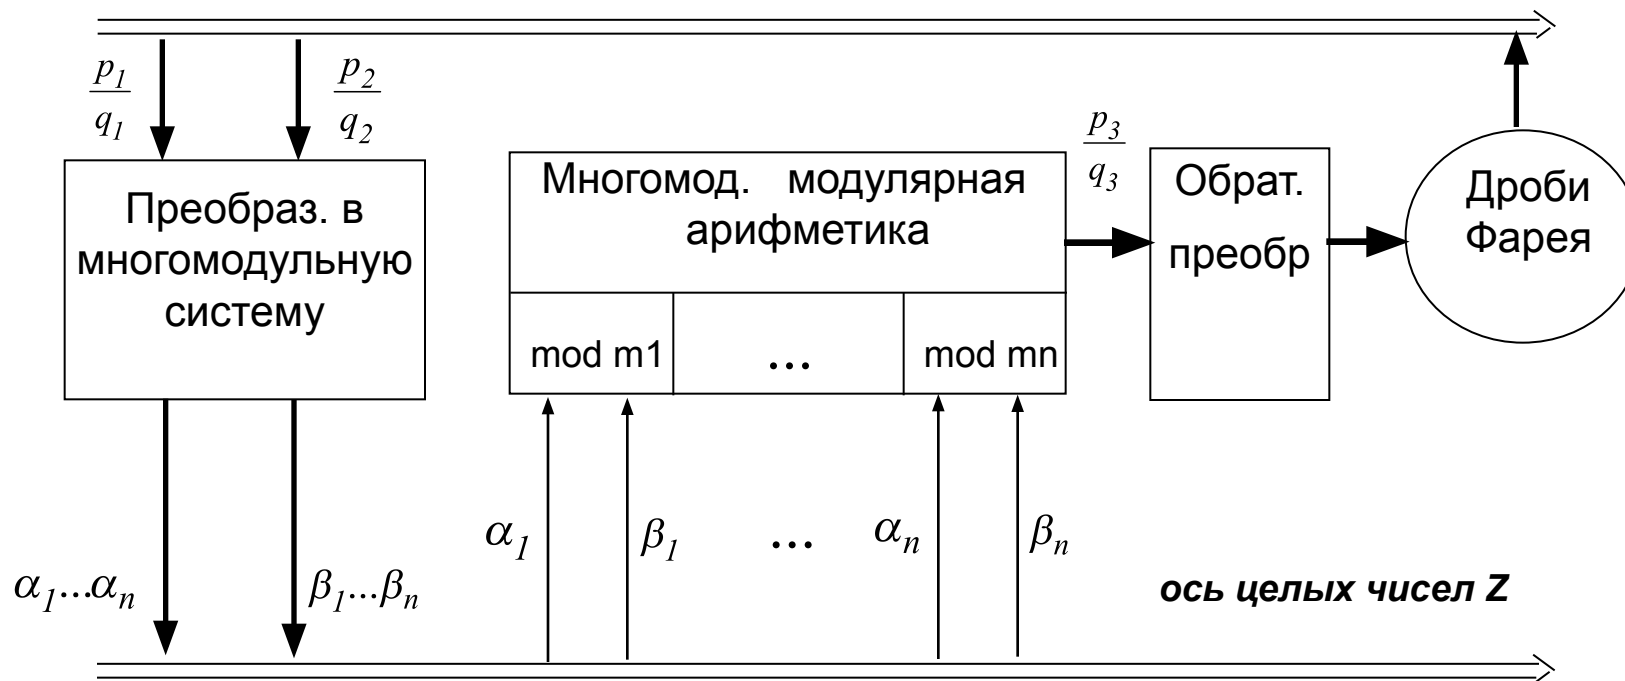 p1/q1
p2/q2
Преобраз. в
многомодульную
систему
Многомод. модулярная
арифметика
mod m1
...
mod mn
p3/q3
Обрат.
преобр
Дроби
Фарея
α1...αn
β1...βn
α1
β1
...
αn
βn
ось целых чисел Z